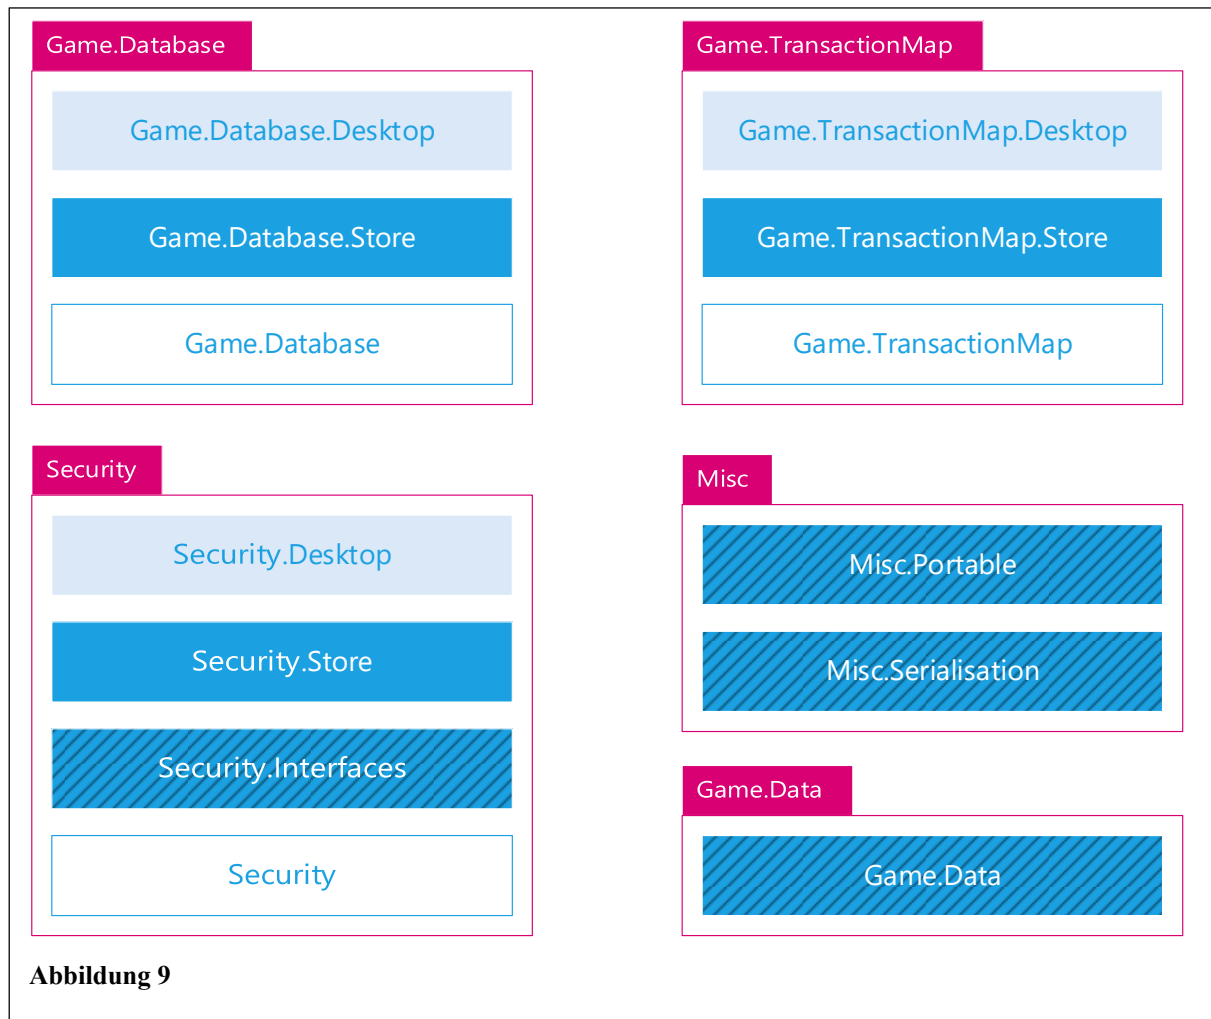 Game.Database
Game.Database.Desktop
Game.Database.Store
Game.Database
Game.TransactionMap
Game.TransactionMap.Desktop
Game.TransactionMap.Store
Game.TransactionMap
Security
Security.Desktop
Security.Store
Security.Interfaces
Security
Misc
Misc.Portable
Misc.Serialisation
Game.Data
Game.Data
Abbildung 9